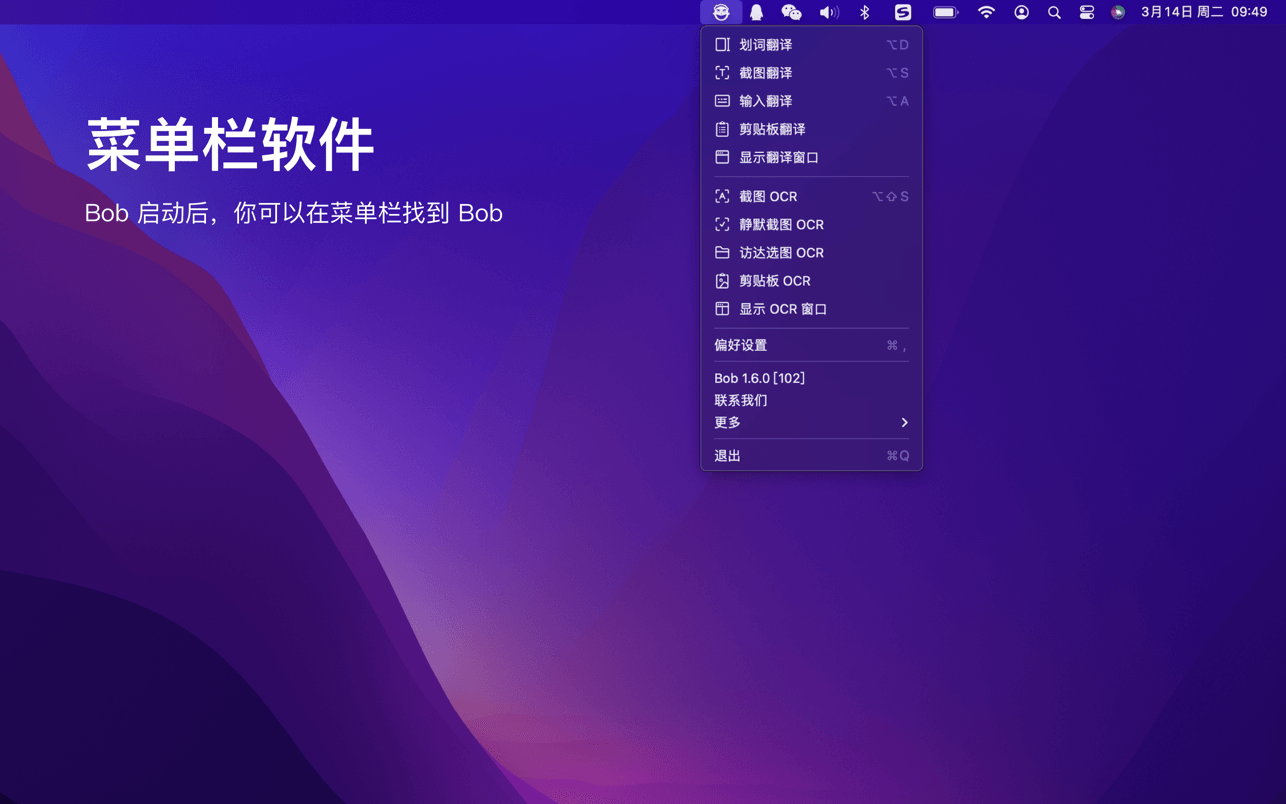 3月14日 周二 09:49
菜单栏软件
Bob 启动后，你可以在菜单栏找到 Bob
划词翻译 ⌥D
截图翻译 ⌥S
输入翻译 ⌥A
剪贴板翻译
显示翻译窗口
截图 OCR ⌥⇧S
静默截图 OCR
访达选图 OCR
剪贴板 OCR
显示 OCR 窗口
偏好设置 ⌘,
Bob 1.6.0 [102]
联系我们
更多
退出 ⌘Q